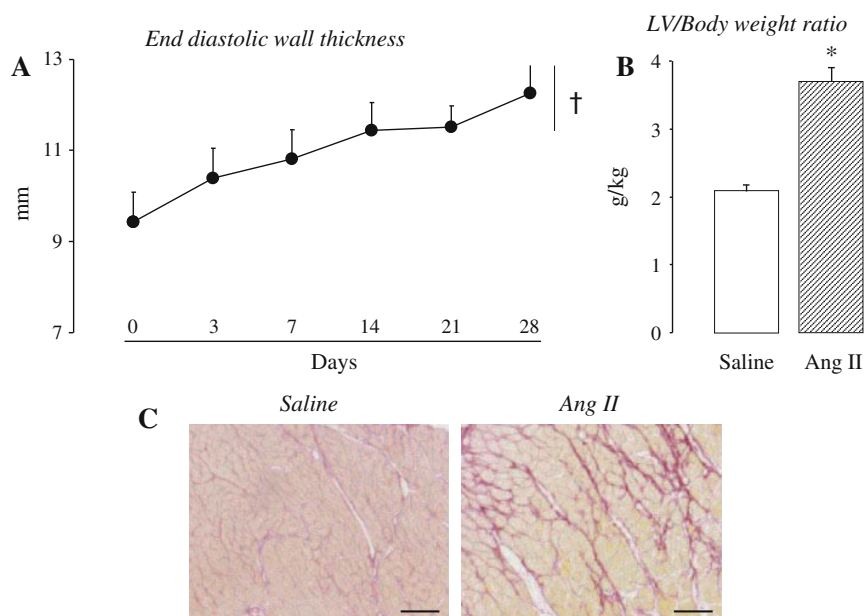 End diastolic wall thickness
A
13
11
9
7
mm
0 3 7 14 21 28
Days
†
LV/Body weight ratio
B
*
4
3
2
1
0
g/kg
Saline Ang II
C
Saline
Ang II